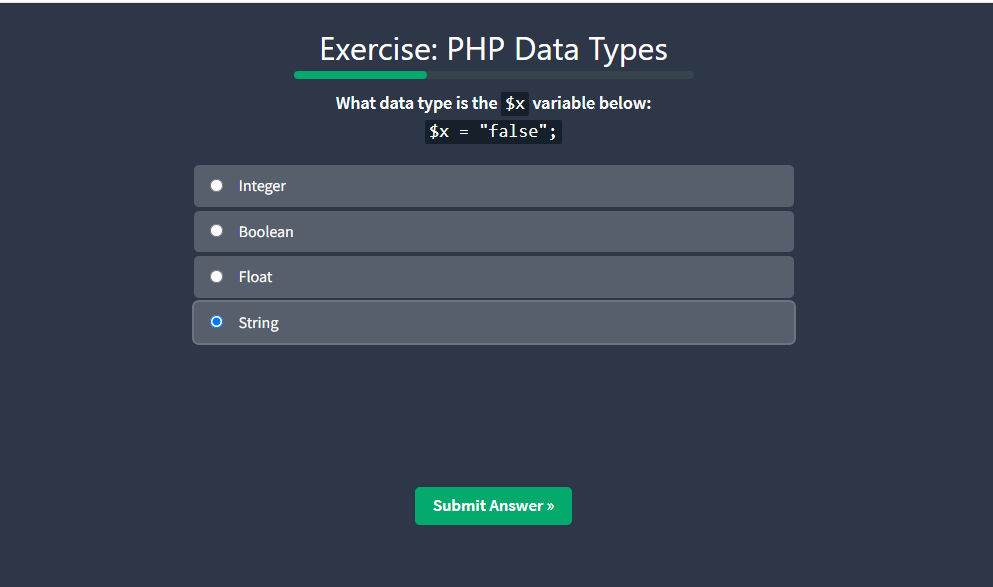 Exercise: PHP Data Types
What data type is the $x variable below:
$x = "false";
Integer
Boolean
Float
String
Submit Answer »